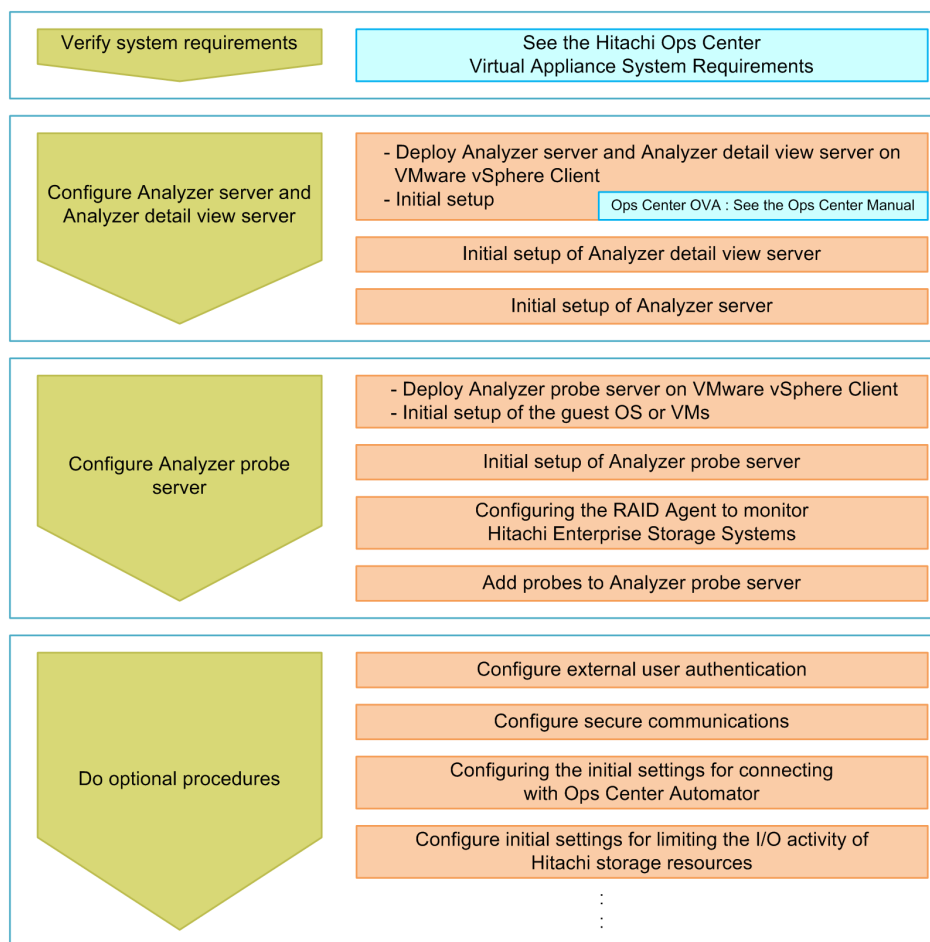 Verify system requirements
See the Hitachi Ops Center
Virtual Appliance System Requirements
Configure Analyzer server and
Analyzer detail view server
- Deploy Analyzer server and Analyzer detail view server on
VMware vSphere Client
- Initial setup
Ops Center OVA : See the Ops Center Manual
Initial setup of Analyzer detail view server
Initial setup of Analyzer server
Configure Analyzer probe
server
- Deploy Analyzer probe server on VMware vSphere Client
- Initial setup of the guest OS or VMs
Initial setup of Analyzer probe server
Configuring the RAID Agent to monitor
Hitachi Enterprise Storage Systems
Add probes to Analyzer probe server
Do optional procedures
Configure external user authentication
Configure secure communications
Configuring the initial settings for connecting
with Ops Center Automator
Configure initial settings for limiting the I/O activity of
Hitachi storage resources
:
: